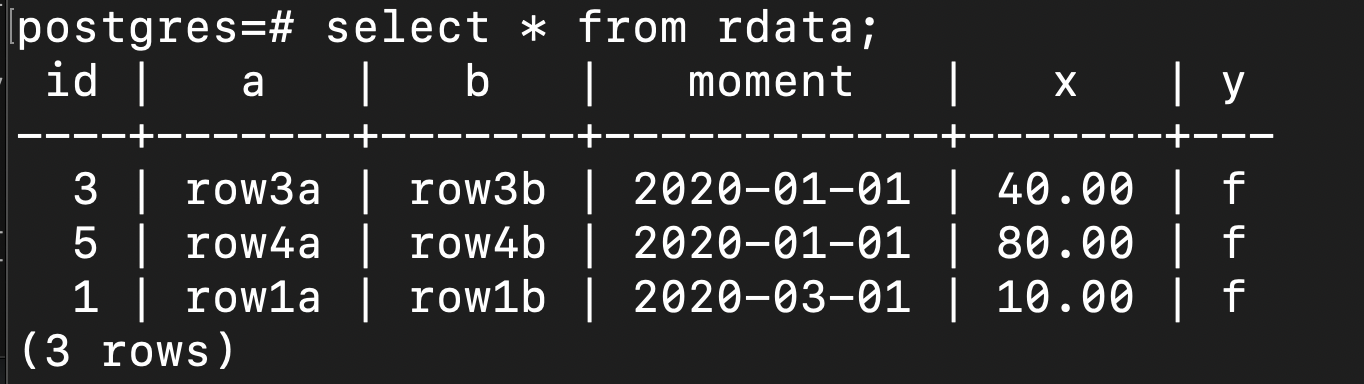 postgres=# select * from rdata;
 id |   a   |   b   |   moment   |   x   | y
----+-------+-------+------------+-------+---
  3 | row3a | row3b | 2020-01-01 | 40.00 | f
  5 | row4a | row4b | 2020-01-01 | 80.00 | f
  1 | row1a | row1b | 2020-03-01 | 10.00 | f
(3 rows)